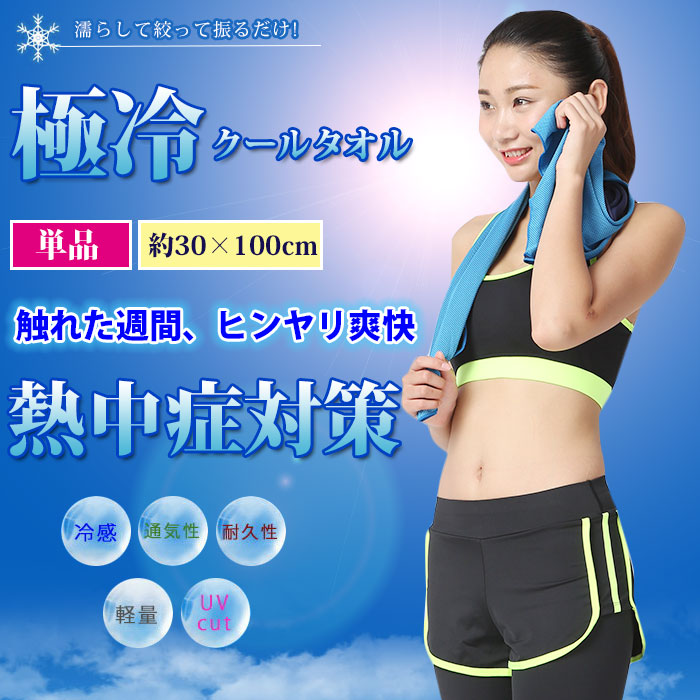 濡らして絞って振るだけ!
極冷クールタオル
単品 約30×100cm
触れた週間、ヒンヤリ爽快
熱中症対策
冷感 通気性 耐久性
軽量 UV cut